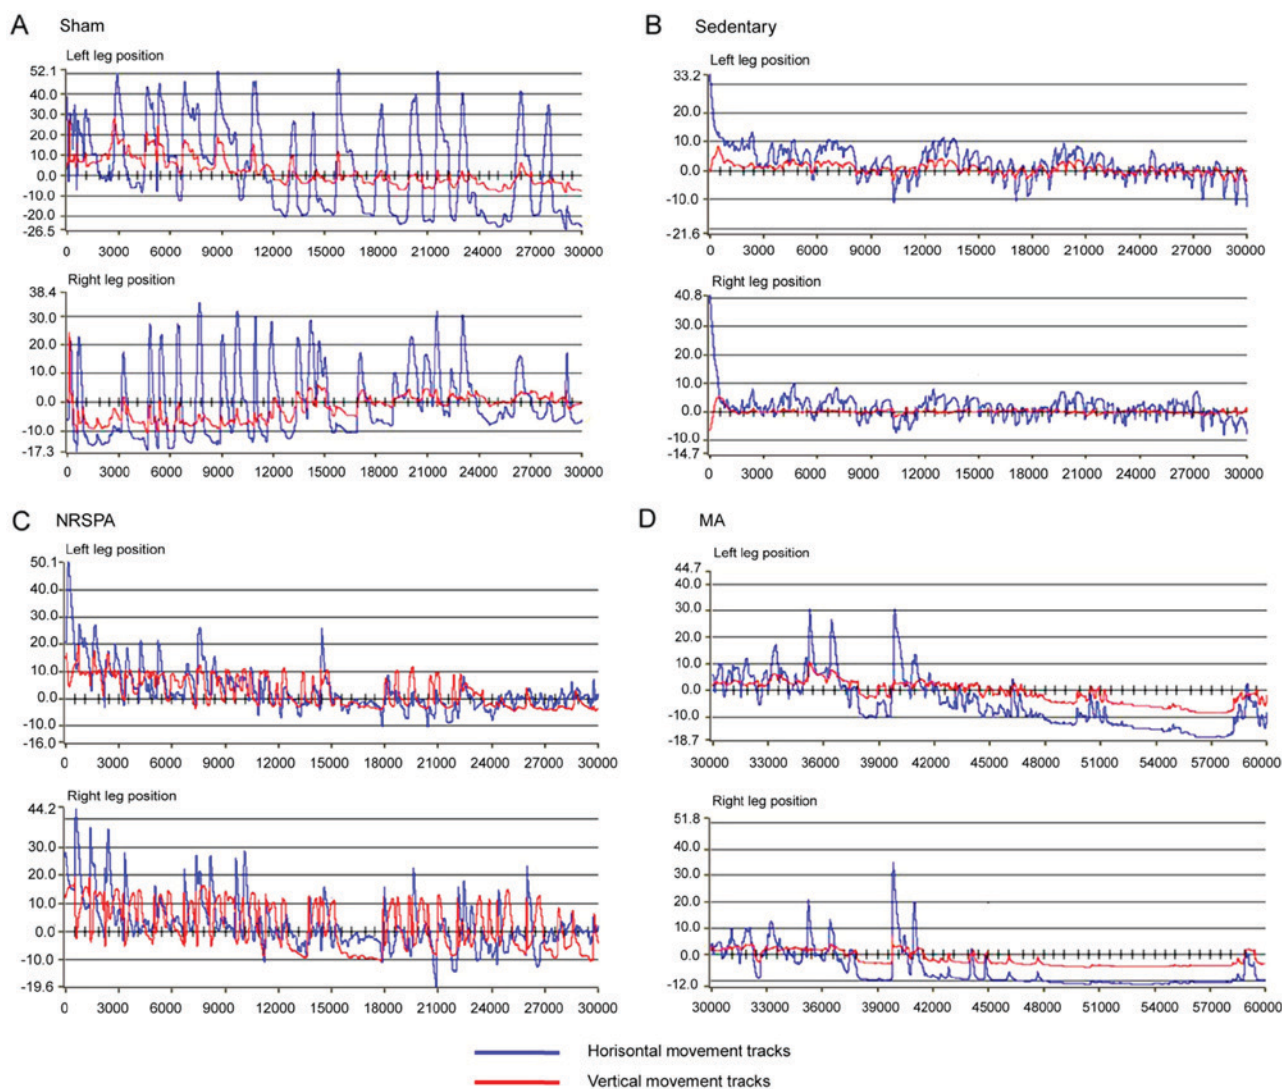 A Sham
Left leg position
52.1
40.0
30.0
20.0
10.0
0.0
-10.0
-20.0
-26.5
0 3000 6000 9000 12000 15000 18000 21000 24000 27000 30000
Right leg position
38.4
30.0
20.0
10.0
0.0
-10.0
-17.3
0 3000 6000 9000 12000 15000 18000 21000 24000 27000 30000
B Sedentary
Left leg position
33.2
10.0
0.0
-10.0
-21.6
0 3000 6000 9000 12000 15000 18000 21000 24000 27000 30000
Right leg position
40.8
30.0
20.0
10.0
0.0
-10.0
-14.7
0 3000 6000 9000 12000 15000 18000 21000 24000 27000 30000
C NRSPA
Left leg position
50.1
40.0
30.0
20.0
10.0
0.0
-10.0
-16.0
0 3000 6000 9000 12000 15000 18000 21000 24000 27000 30000
Right leg position
44.2
30.0
20.0
10.0
0.0
-10.0
-19.6
0 3000 6000 9000 12000 15000 18000 21000 24000 27000 30000
D MA
Left leg position
44.7
40.0
30.0
20.0
10.0
0.0
-10.0
-18.7
30000 33000 36000 39000 42000 45000 48000 51000 54000 57000 60000
Right leg position
51.8
40.0
30.0
20.0
10.0
0.0
-12.0
30000 33000 36000 39000 42000 45000 48000 51000 54000 57000 60000
Horisontal movement tracks
Vertical movement tracks